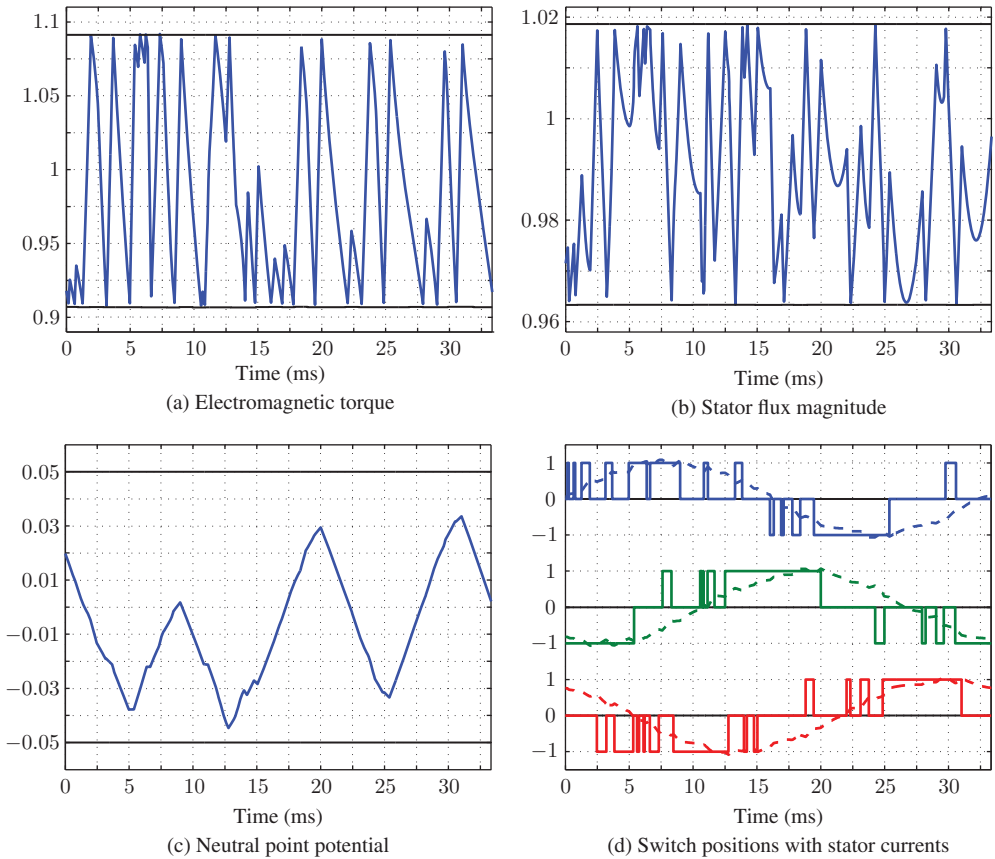 1.1
1.05
1
0.95
0.9
0 5 10 15 20 25 30
Time (ms)
(a) Electromagnetic torque
1.02
1
0.98
0.96
0 5 10 15 20 25 30
Time (ms)
(b) Stator flux magnitude
0.05
0.03
0.01
−0.01
−0.03
−0.05
0 5 10 15 20 25 30
Time (ms)
(c) Neutral point potential
1
0
−1
1
0
−1
1
0
−1
0 5 10 15 20 25 30
Time (ms)
(d) Switch positions with stator currents